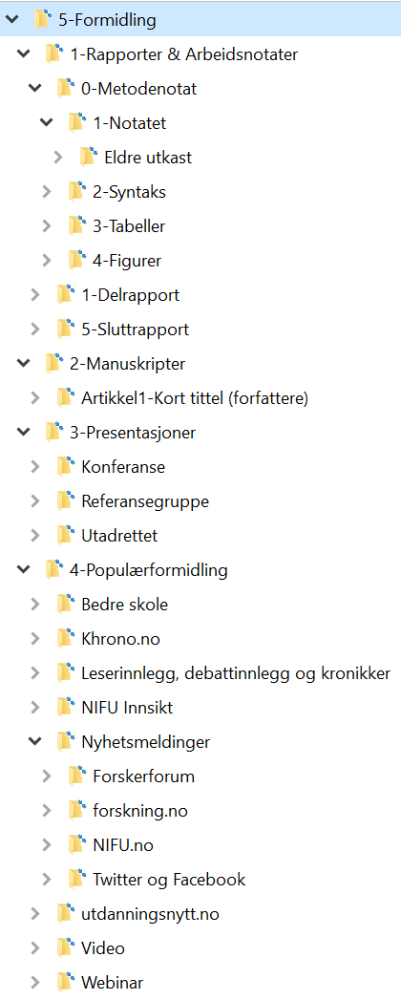 5-Formidling
1-Rapporter & Arbeidsnotater
0-Metodenotat
1-Notatet
Eldre utkast
2-Syntaks
3-Tabeller
4-Figurer
1-Delrapport
5-Sluttrapport
2-Manuskripter
Artikkel1-Kort tittel (forfattere)
3-Presentasjoner
Konferanse
Referansegruppe
Utadrettet
4-Populærformidling
Bedre skole
Khrono.no
Leserinnlegg, debattinnlegg og kronikker
NIFU Innsikt
Nyhetsmeldinger
Forskerforum
forskning.no
NIFU.no
Twitter og Facebook
utdanningsnytt.no
Video
Webinar